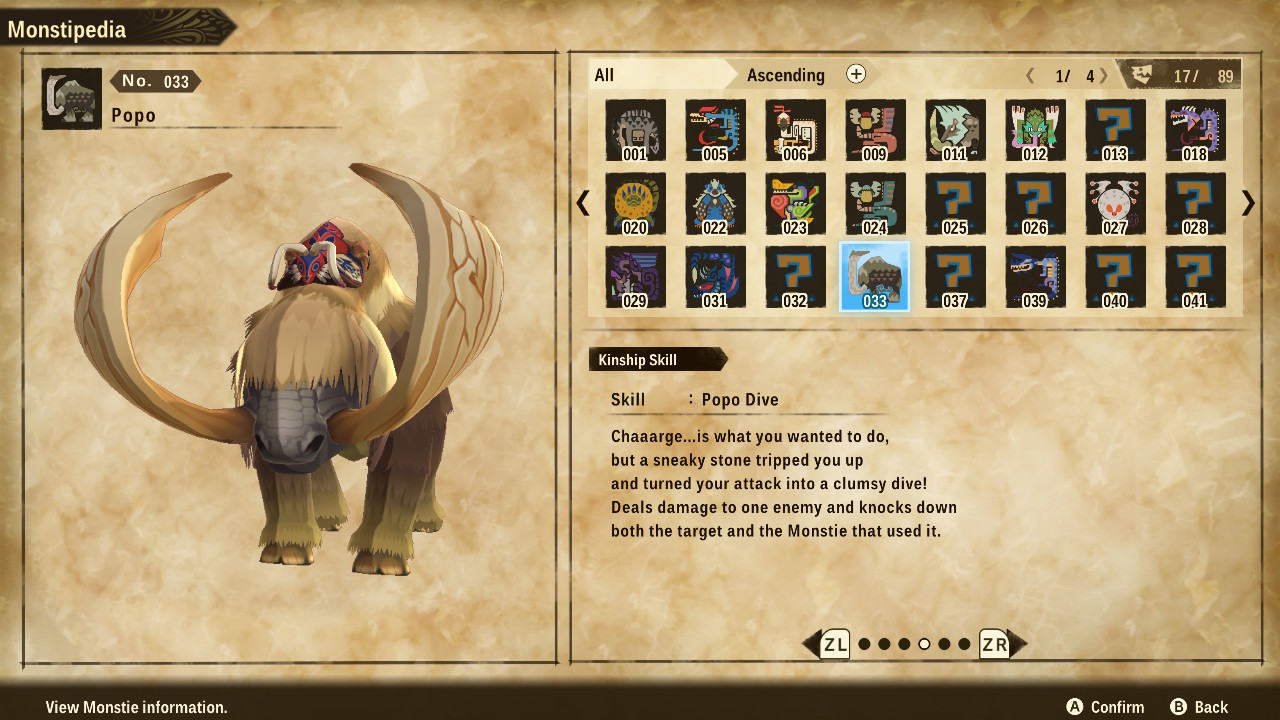 Monstipedia
No. 033
Popo
All
Ascending
1/ 4
17/ 89
001 005 006 009 011 012 013 018
020 022 023 024 025 026 027 028
029 031 032 033 037 039 040 041
Kinship Skill
Skill : Popo Dive
Chaaarge...is what you wanted to do,
but a sneaky stone tripped you up
and turned your attack into a clumsy dive!
Deals damage to one enemy and knocks down
both the target and the Monstie that used it.
ZL ZR
View Monstie information.
A Confirm B Back